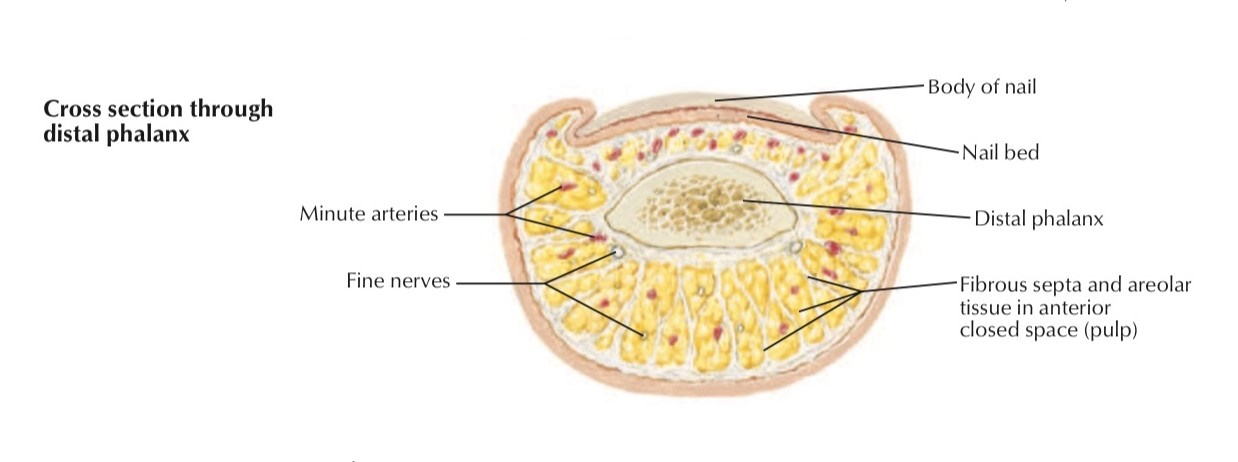 Cross section through
distal phalanx
Body of nail
Nail bed
Minute arteries
Distal phalanx
Fine nerves
Fibrous septa and areolar
tissue in anterior
closed space (pulp)